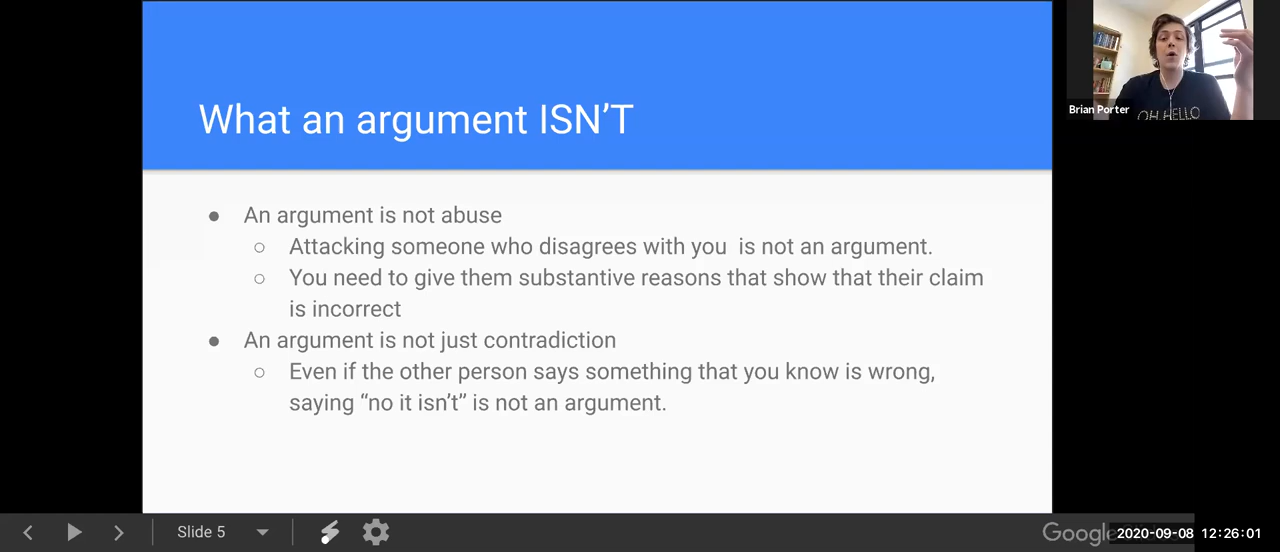 What an argument ISN'T
● An argument is not abuse
○ Attacking someone who disagrees with you is not an argument.
○ You need to give them substantive reasons that show that their claim
is incorrect
● An argument is not just contradiction
○ Even if the other person says something that you know is wrong,
saying “no it isn't” is not an argument.
Brian Porter
OH, HELLO
Slide 5
Google
2020-09-08 12:26:01